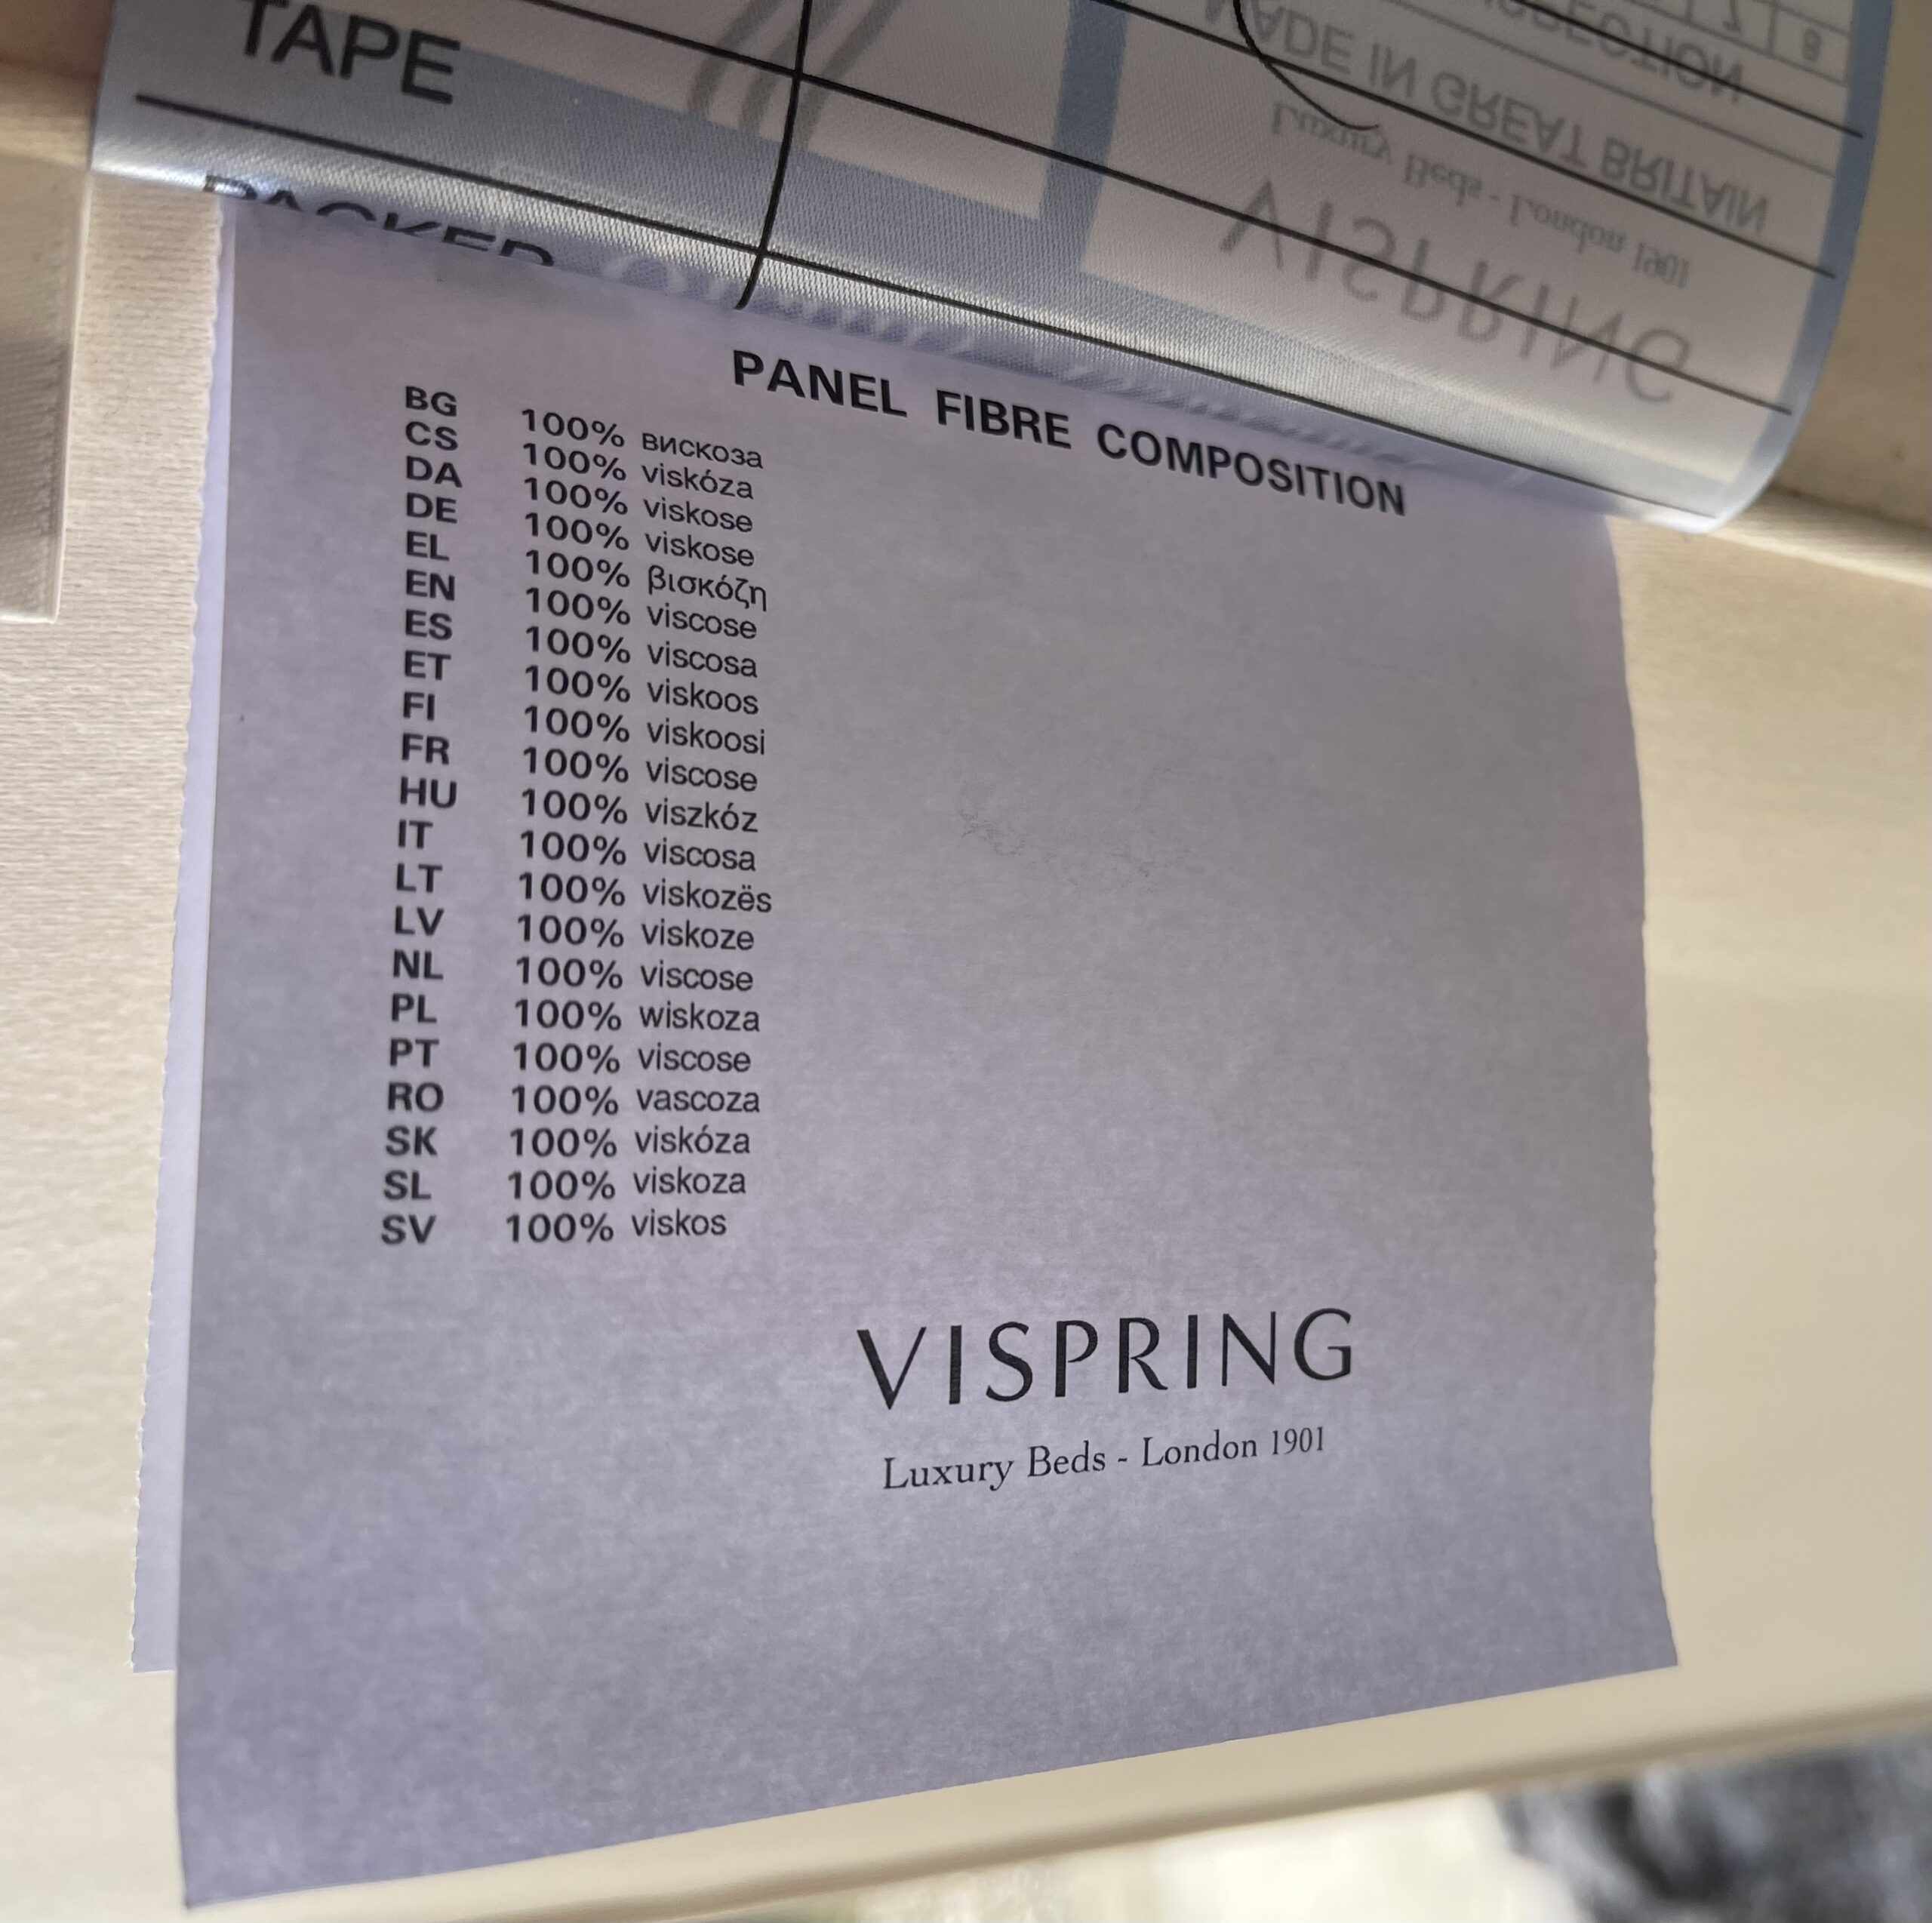 TAPE
PACKED
VISPRING
Luxury Beds - London 1901
MADE IN GREAT BRITAIN
7 8
PANEL FIBRE COMPOSITION
BG 100% вискоза
CS 100% viskóza
DA 100% viskose
DE 100% viskose
EL 100% βισκόζη
EN 100% viscose
ES 100% viscosa
ET 100% viskoos
FI 100% viskoosi
FR 100% viscose
HU 100% viszkóz
IT 100% viscosa
LT 100% viskozës
LV 100% viskoze
NL 100% viscose
PL 100% wiskoza
PT 100% viscose
RO 100% vascoza
SK 100% viskóza
SL 100% viskoza
SV 100% viskos
VISPRING
Luxury Beds - London 1901